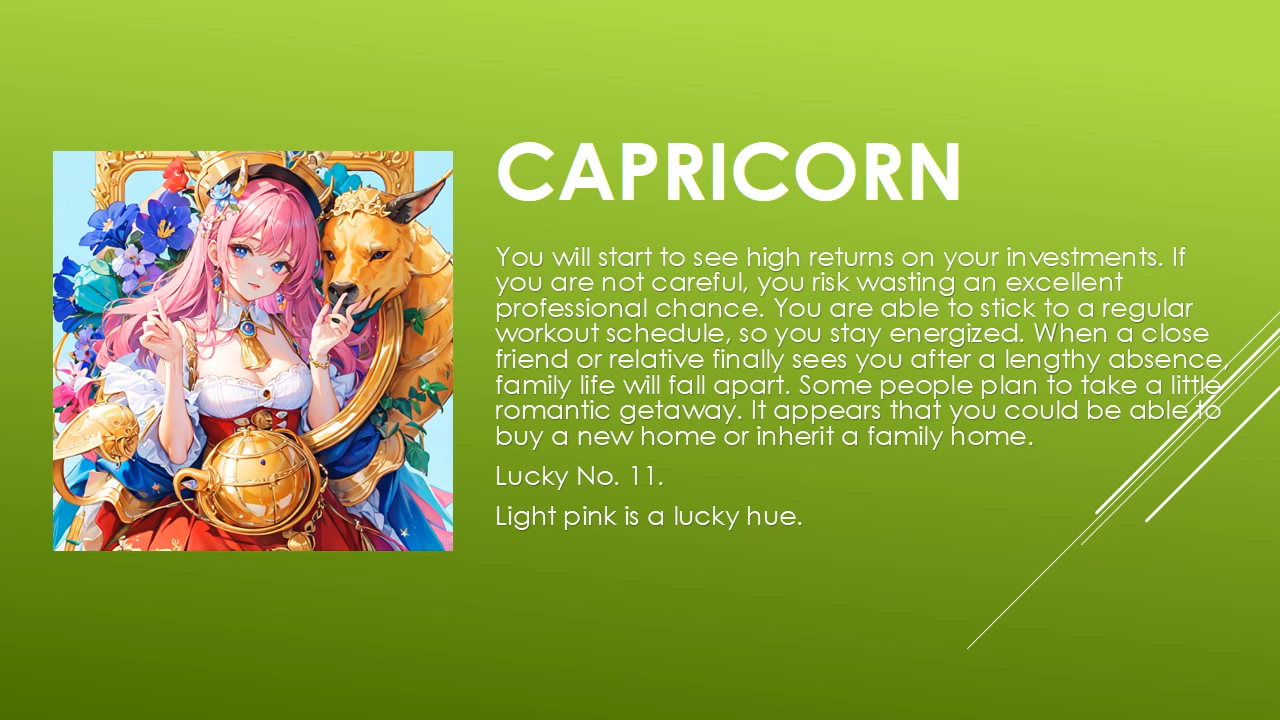 CAPRICORN
You will start to see high returns on your investments. If
you are not careful, you risk wasting an excellent
professional chance. You are able to stick to a regular
workout schedule, so you stay energized. When a close
friend or relative finally sees you after a lengthy absence,
family life will fall apart. Some people plan to take a little
romantic getaway. It appears that you could be able to
buy a new home or inherit a family home.
Lucky No. 11.
Light pink is a lucky hue.